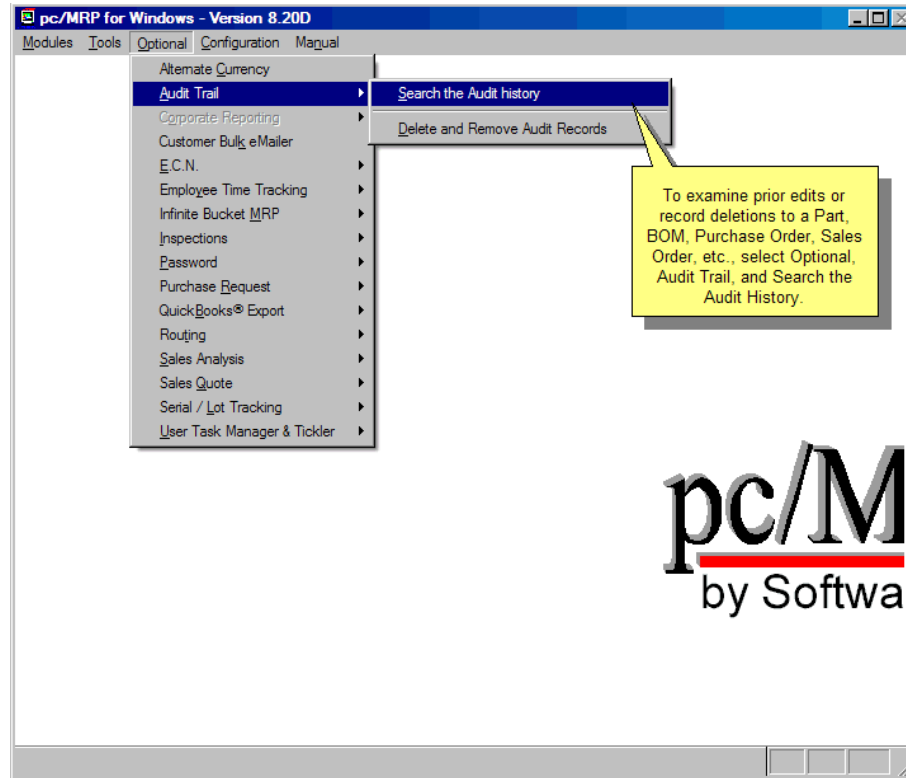 pc/MRP for Windows - Version 8.20D
Modules Tools Optional Configuration Manual
Alternate Currency
Audit Trail
Search the Audit history
Corporate Reporting
Delete and Remove Audit Records
Customer Bulk eMailer
E.C.N.
Employee Time Tracking
Infinite Bucket MRP
Inspections
Password
Purchase Request
QuickBooks® Export
Routing
Sales Analysis
Sales Quote
Serial / Lot Tracking
User Task Manager & Tickler
To examine prior edits or
record deletions to a Part,
BOM, Purchase Order, Sales
Order, etc., select Optional,
Audit Trail, and Search the
Audit History.
pc/M
by Softwa